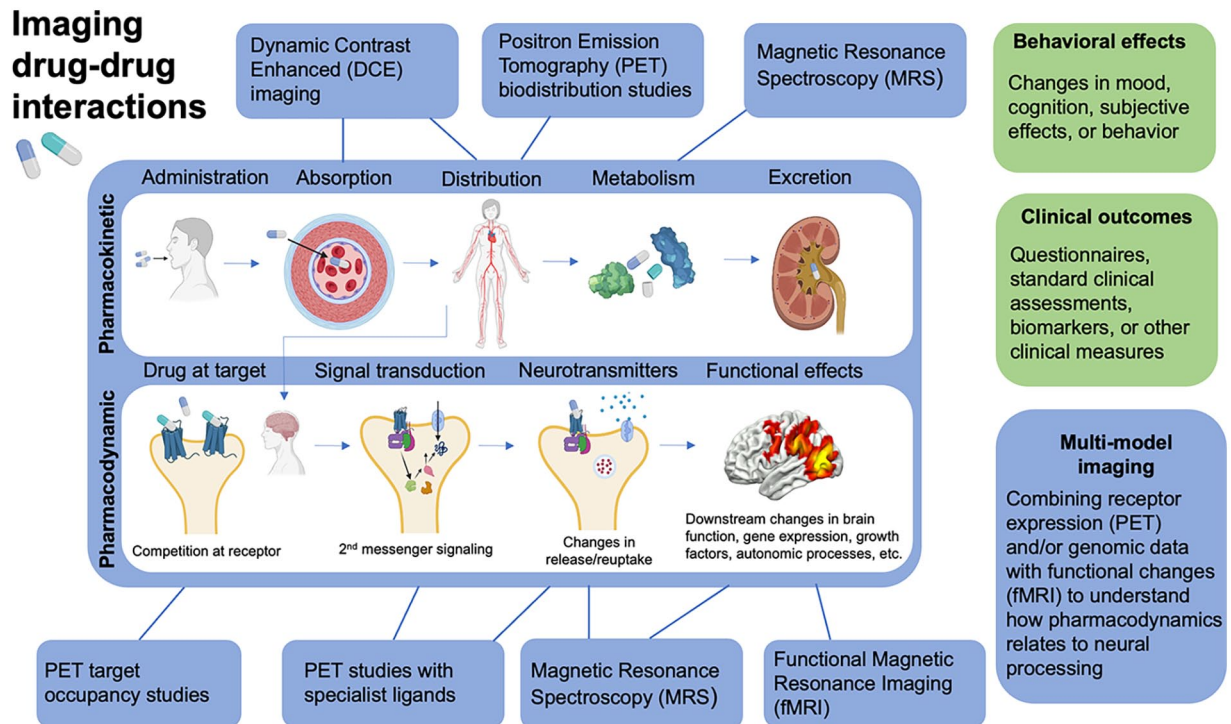 Imaging
drug-drug
interactions
Dynamic Contrast
Enhanced (DCE)
imaging
Positron Emission
Tomography (PET)
biodistribution studies
Magnetic Resonance
Spectroscopy (MRS)
Behavioral effects
Changes in mood,
cognition, subjective
effects, or behavior
Clinical outcomes
Questionnaires,
standard clinical
assessments,
biomarkers, or other
clinical measures
Multi-model
imaging
Combining receptor
expression (PET)
and/or genomic data
with functional changes
(fMRI) to understand
how pharmacodynamics
relates to neural
processing
Pharmacokinetic
Administration
Absorption
Distribution
Metabolism
Excretion
Pharmacodynamic
Drug at target
Signal transduction
Neurotransmitters
Functional effects
Competition at receptor
2nd messenger signaling
Changes in
release/reuptake
Downstream changes in brain
function, gene expression, growth
factors, autonomic processes, etc.
PET target
occupancy studies
PET studies with
specialist ligands
Magnetic Resonance
Spectroscopy (MRS)
Functional Magnetic
Resonance Imaging
(fMRI)